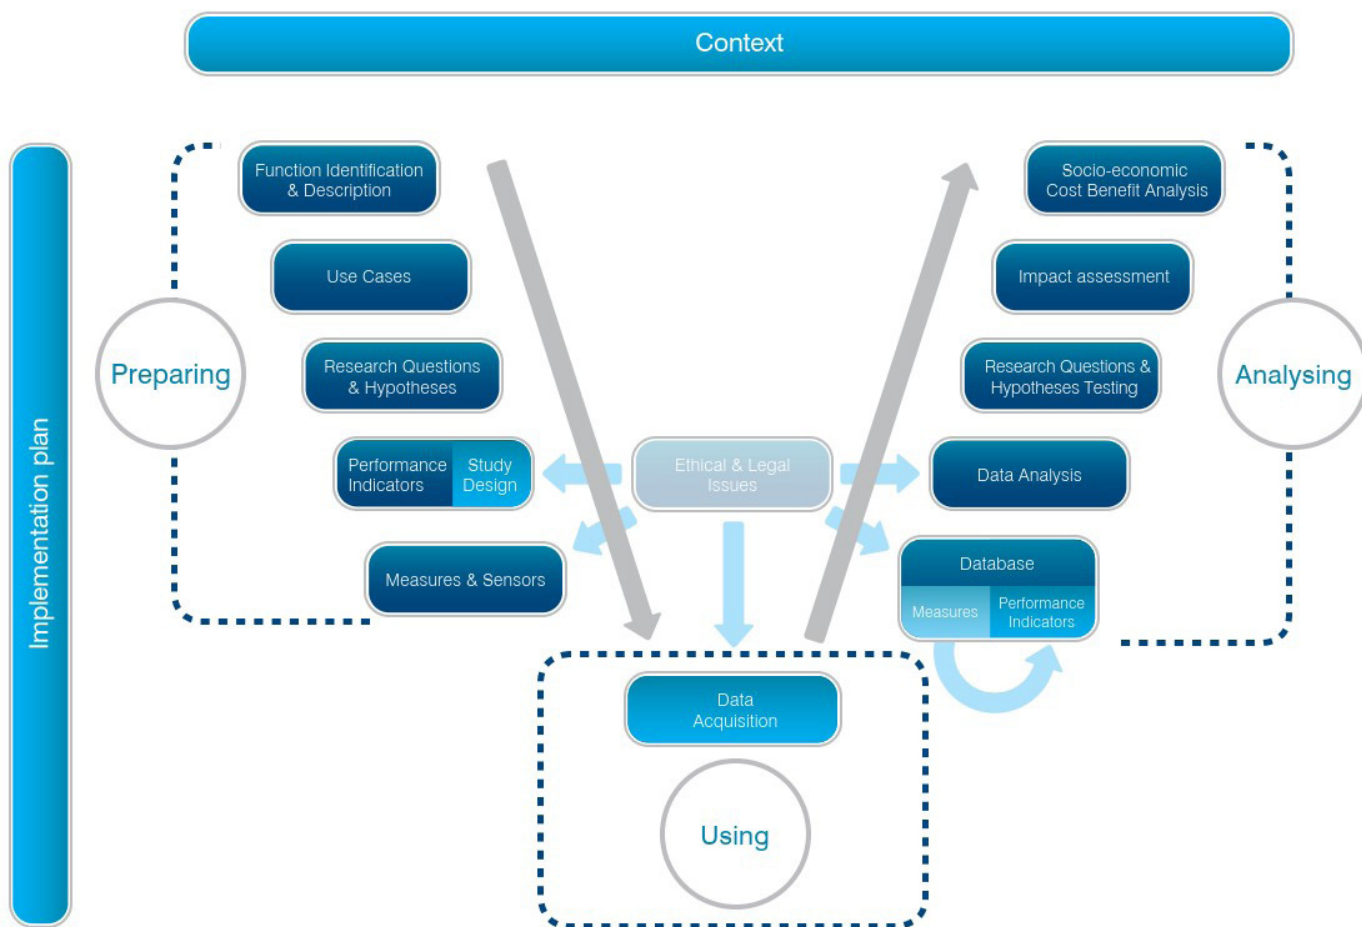 Context
Implementation plan
Preparing
Function Identification
& Description
Use Cases
Research Questions
& Hypotheses
Performance
Indicators
Study
Design
Measures & Sensors
Ethical & Legal
Issues
Data
Acquisition
Using
Socio-economic
Cost Benefit Analysis
Impact assessment
Research Questions &
Hypotheses Testing
Data Analysis
Database
Measures
Performance
Indicators
Analysing